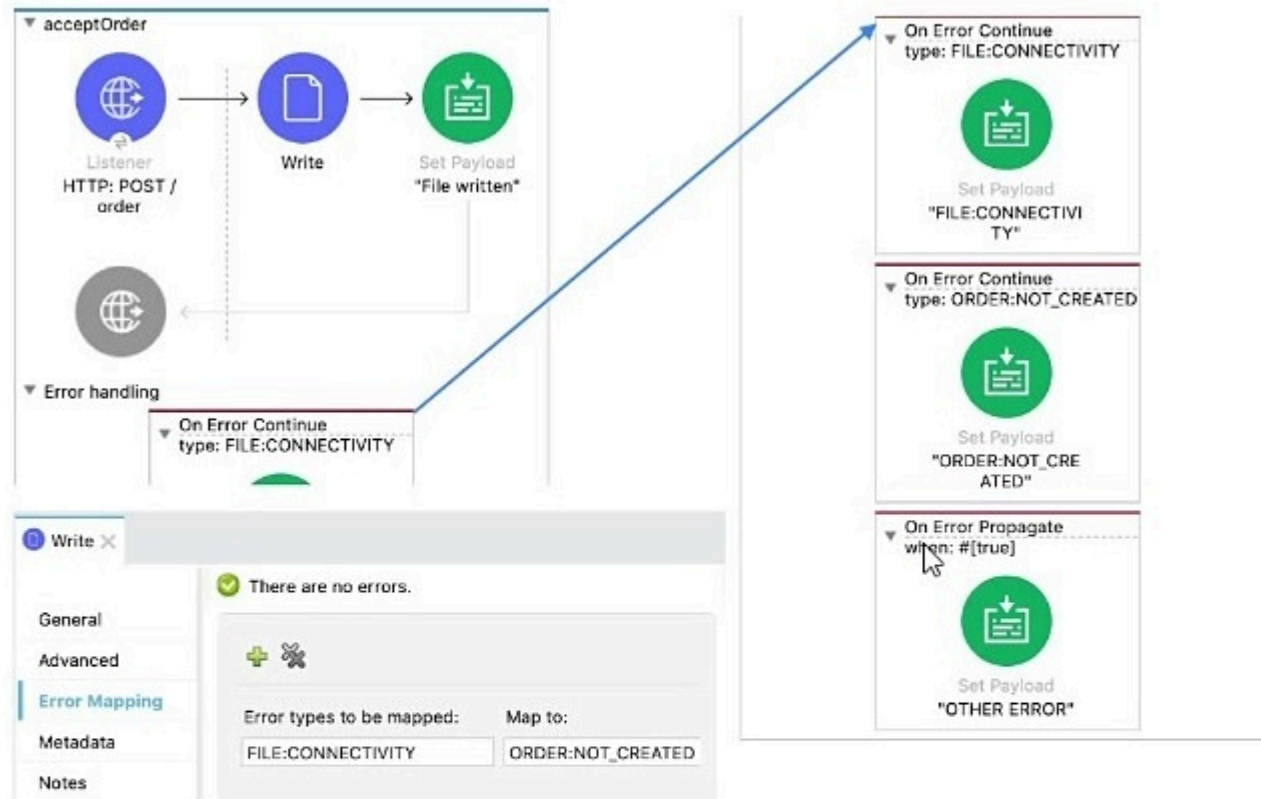 acceptOrder
Listener
HTTP: POST /
order
Write
Set Payload
"File written"
Error handling
On Error Continue
type: FILE:CONNECTIVITY
Write
There are no errors.
General
Advanced
Error Mapping
Metadata
Notes
Error types to be mapped:
Map to:
FILE:CONNECTIVITY
ORDER:NOT_CREATED
On Error Continue
type: FILE:CONNECTIVITY
Set Payload
"FILE:CONNECTIVI
TY"
On Error Continue
type: ORDER:NOT_CREATED
Set Payload
"ORDER:NOT_CRE
ATED"
On Error Propagate
when: #[true]
Set Payload
"OTHER ERROR"